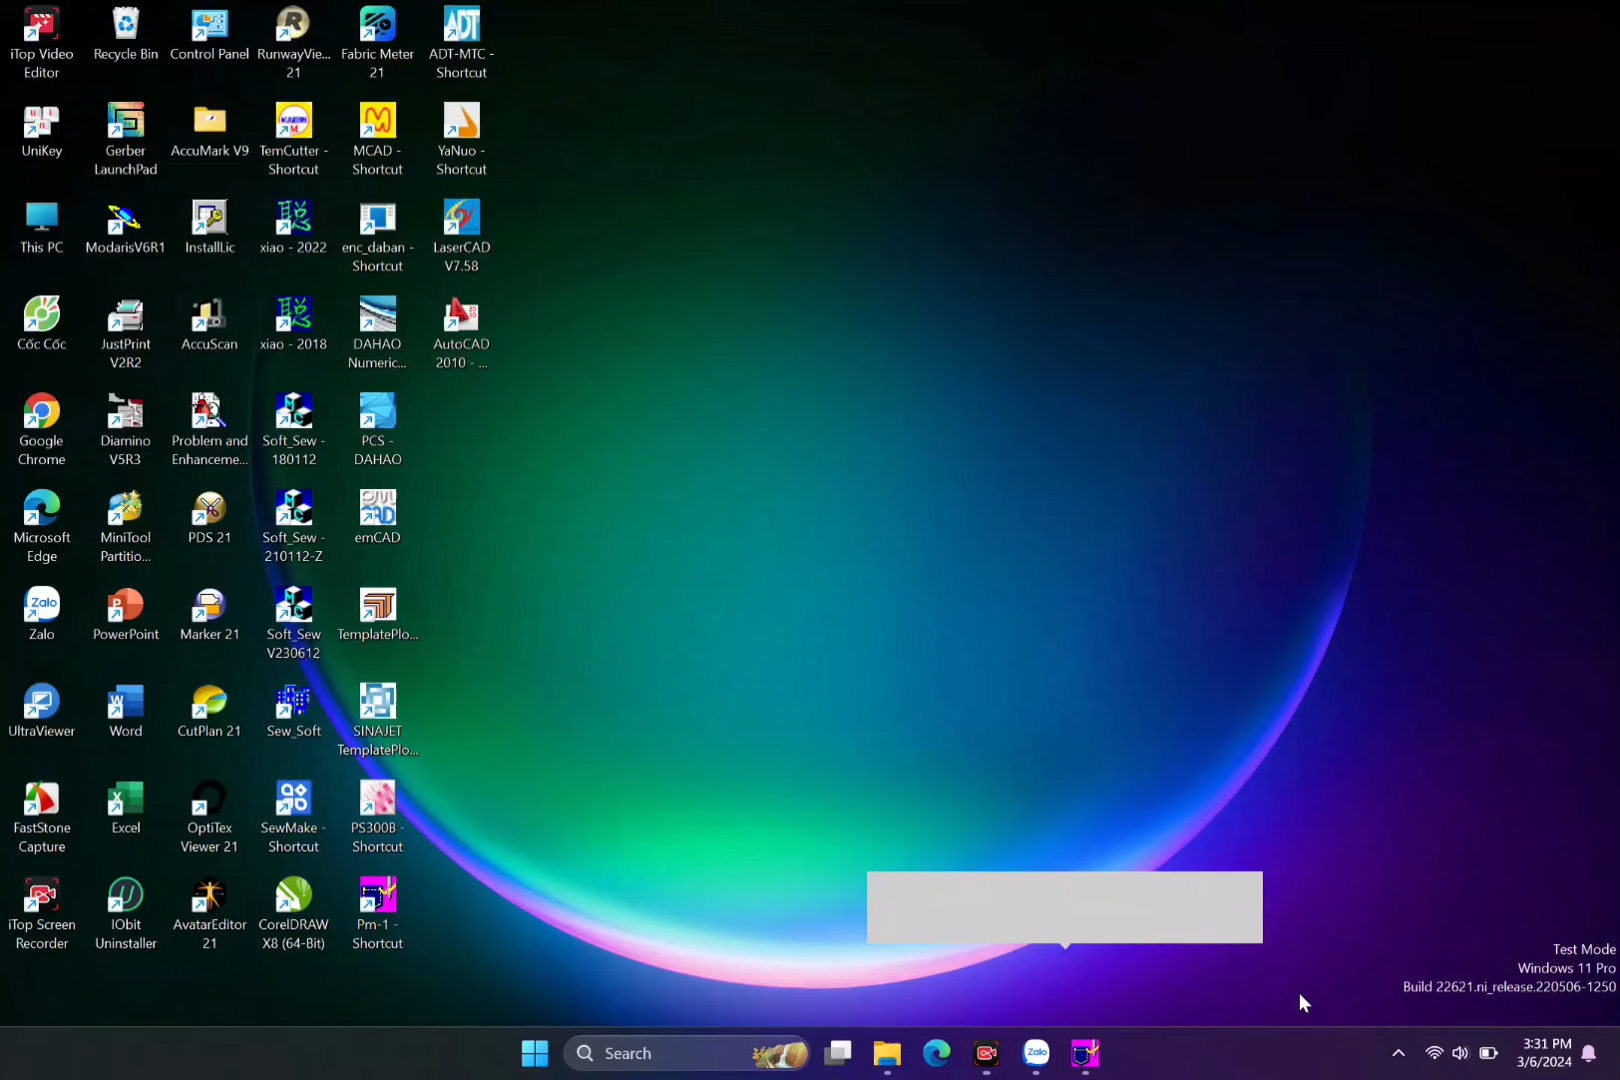 iTop Video
Editor
Recycle Bin
Control Panel
RunwayVie...
21
Fabric Meter
21
ADT-MTC -
Shortcut
UniKey
Gerber
LaunchPad
AccuMark V9
TemCutter -
Shortcut
MCAD -
Shortcut
YaNuo -
Shortcut
This PC
ModarisV6R1
InstallLic
xiao - 2022
enc_daban -
Shortcut
LaserCAD
V7.58
Cốc Cốc
JustPrint
V2R2
AccuScan
xiao - 2018
DAHAO
Numeric...
AutoCAD
2010 - ...
Google
Chrome
Diamino
V5R3
Problem and
Enhanceme...
Soft_Sew -
180112
PCS -
DAHAO
Microsoft
Edge
MiniTool
Partitio...
PDS 21
Soft_Sew -
210112-Z
emCAD
Zalo
PowerPoint
Marker 21
Soft_Sew
V230612
TemplatePlo...
UltraViewer
Word
CutPlan 21
Sew_Soft
SINAJET
TemplatePlo...
FastStone
Capture
Excel
OptiTex
Viewer 21
SewMake -
Shortcut
PS300B -
Shortcut
iTop Screen
Recorder
IObit
Uninstaller
AvatarEditor
21
CorelDRAW
X8 (64-Bit)
Pm-1 -
Shortcut
Test Mode
Windows 11 Pro
Build 22621.ni_release.220506-1250
Search
Zalo
3:31 PM
3/6/2024